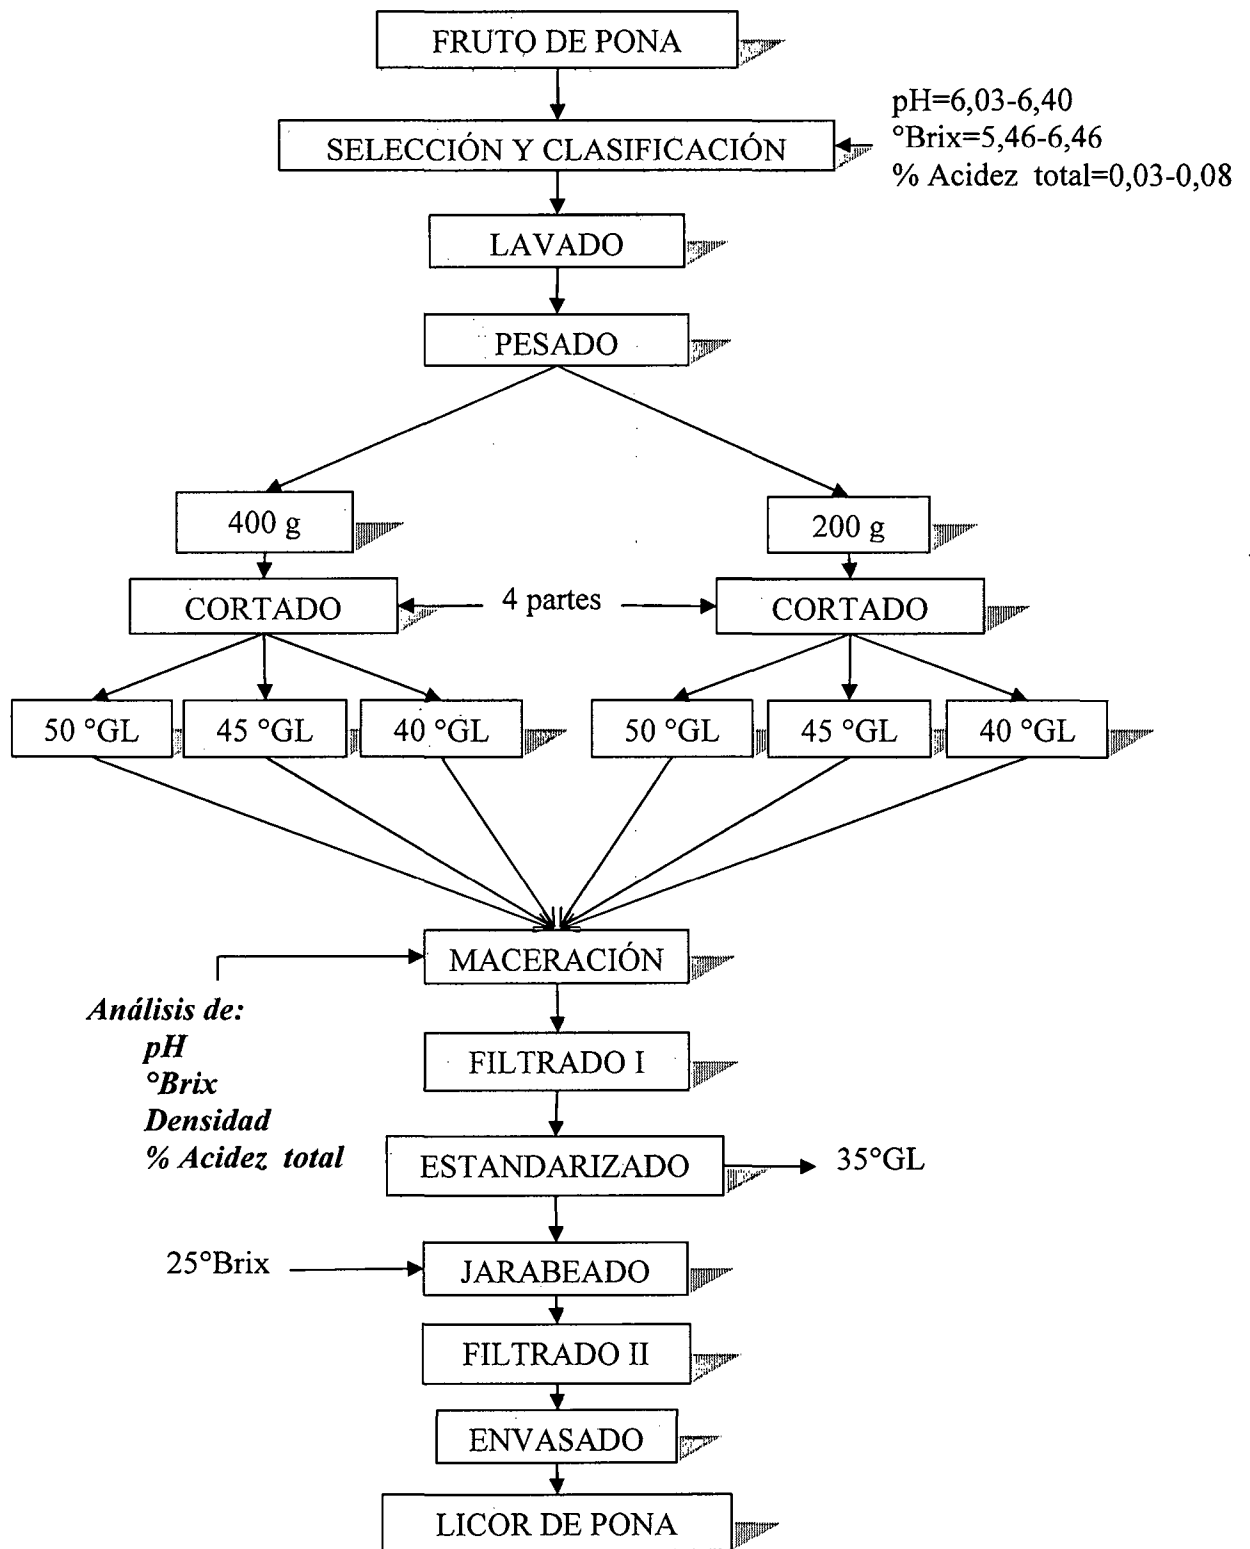 FRUTO DE PONA
pH=6,03-6,40
°Brix=5,46-6,46
% Acidez total=0,03-0,08
SELECCIÓN Y CLASIFICACIÓN
LAVADO
PESADO
400 g
200 g
CORTADO
4 partes
CORTADO
50 °GL
45 °GL
40 °GL
50 °GL
45 °GL
40 °GL
MACERACIÓN
Análisis de:
pH
°Brix
Densidad
% Acidez total
FILTRADO I
ESTANDARIZADO
35°GL
25°Brix
JARABEADO
FILTRADO II
ENVASADO
LICOR DE PONA